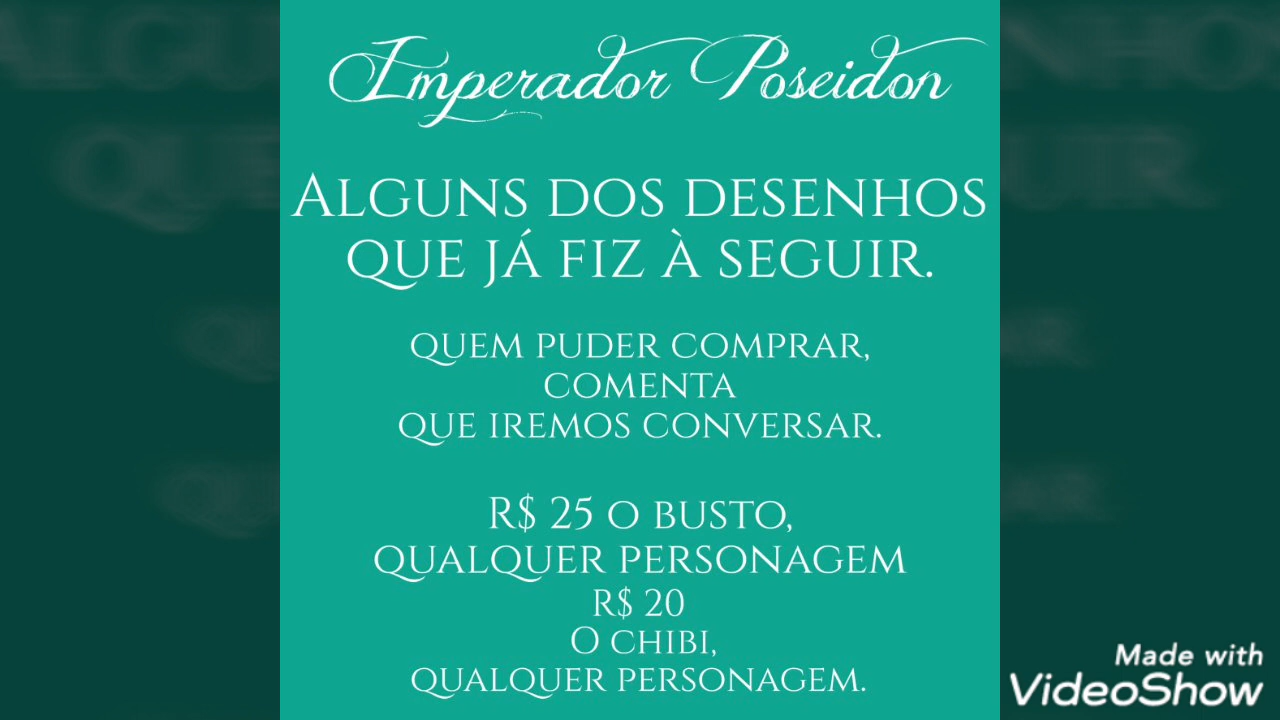 Imperador Poseidon
Alguns dos desenhos
que já fiz à seguir.
quem puder comprar,
comenta
que iremos conversar.
R$ 25 o busto,
qualquer personagem
R$ 20
O chibi,
qualquer personagem.
Made with
VideoShow